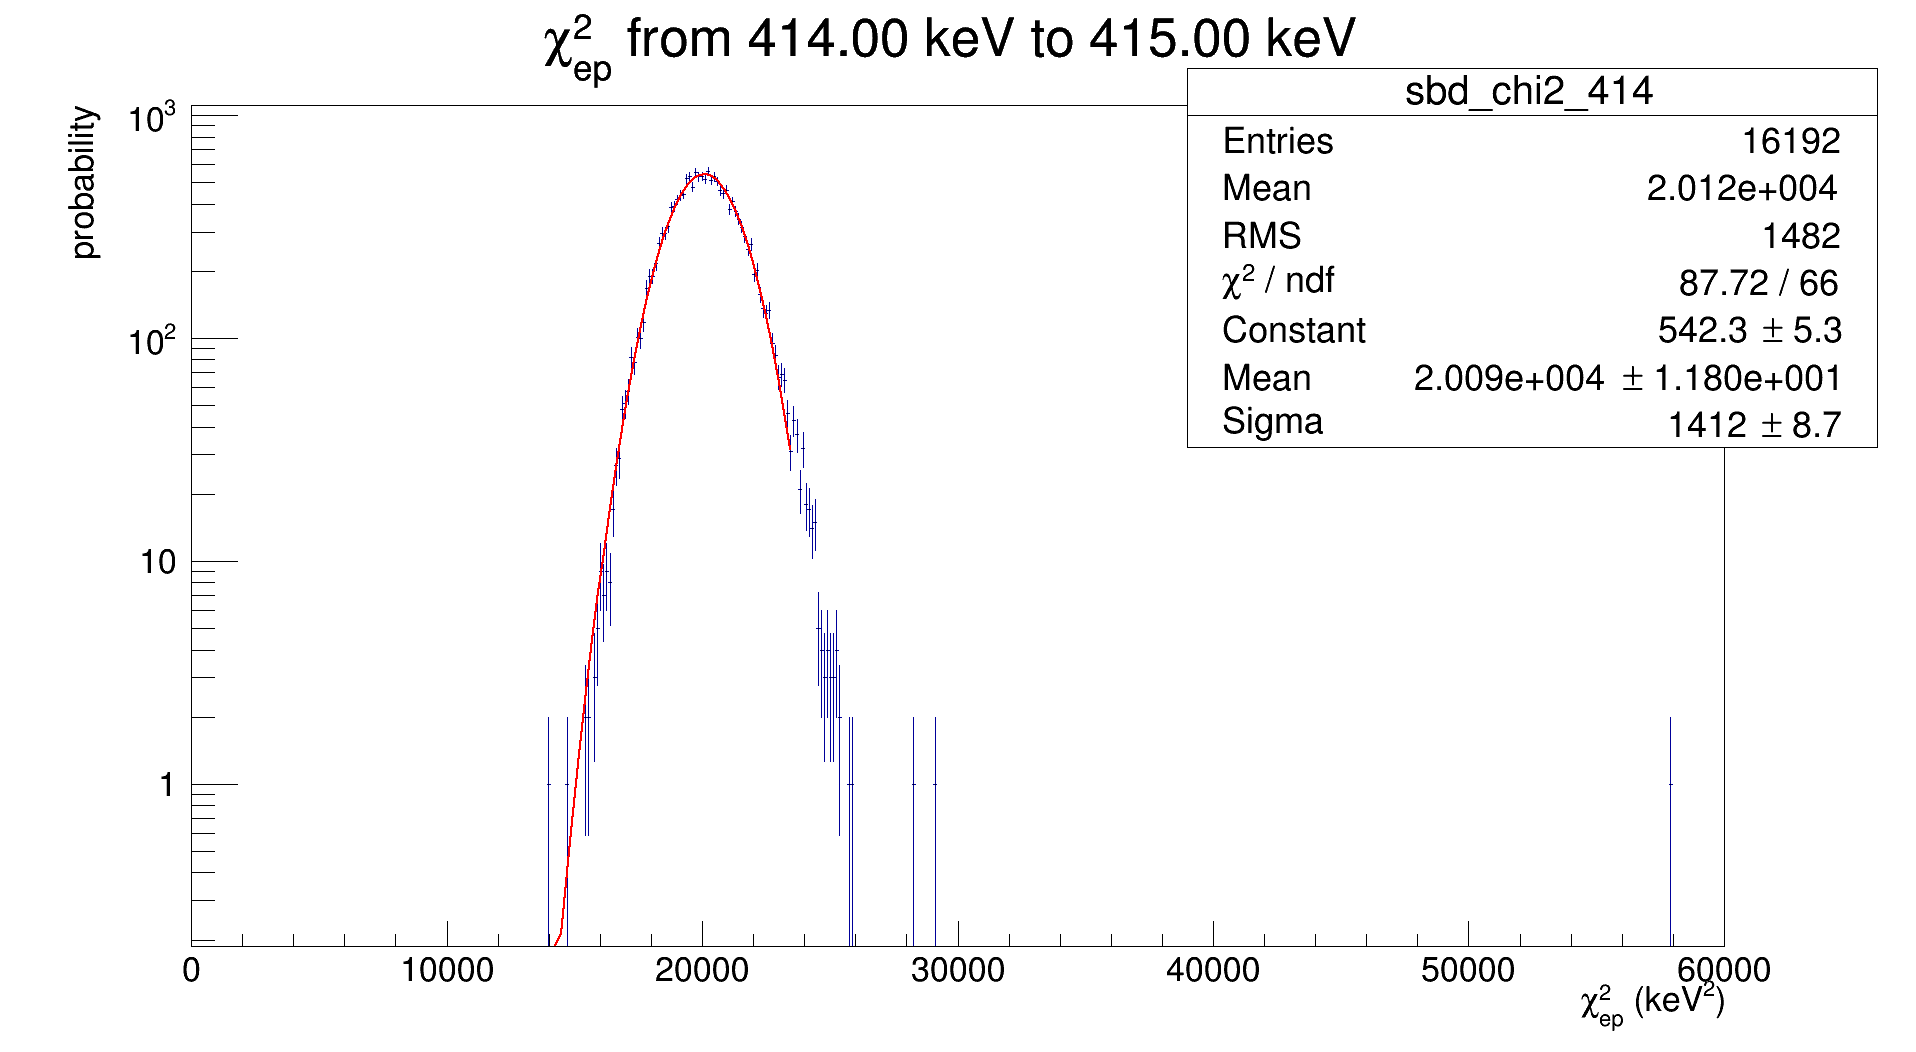 χ²ep from 414.00 keV to 415.00 keV
probability
10³
10²
10
1
sbd_chi2_414
Entries 16192
Mean 2.012e+004
RMS 1482
χ² / ndf 87.72 / 66
Constant 542.3 ± 5.3
Mean 2.009e+004 ± 1.180e+001
Sigma 1412 ± 8.7
0 10000 20000 30000 40000 50000 60000
χ²ep (keV²)